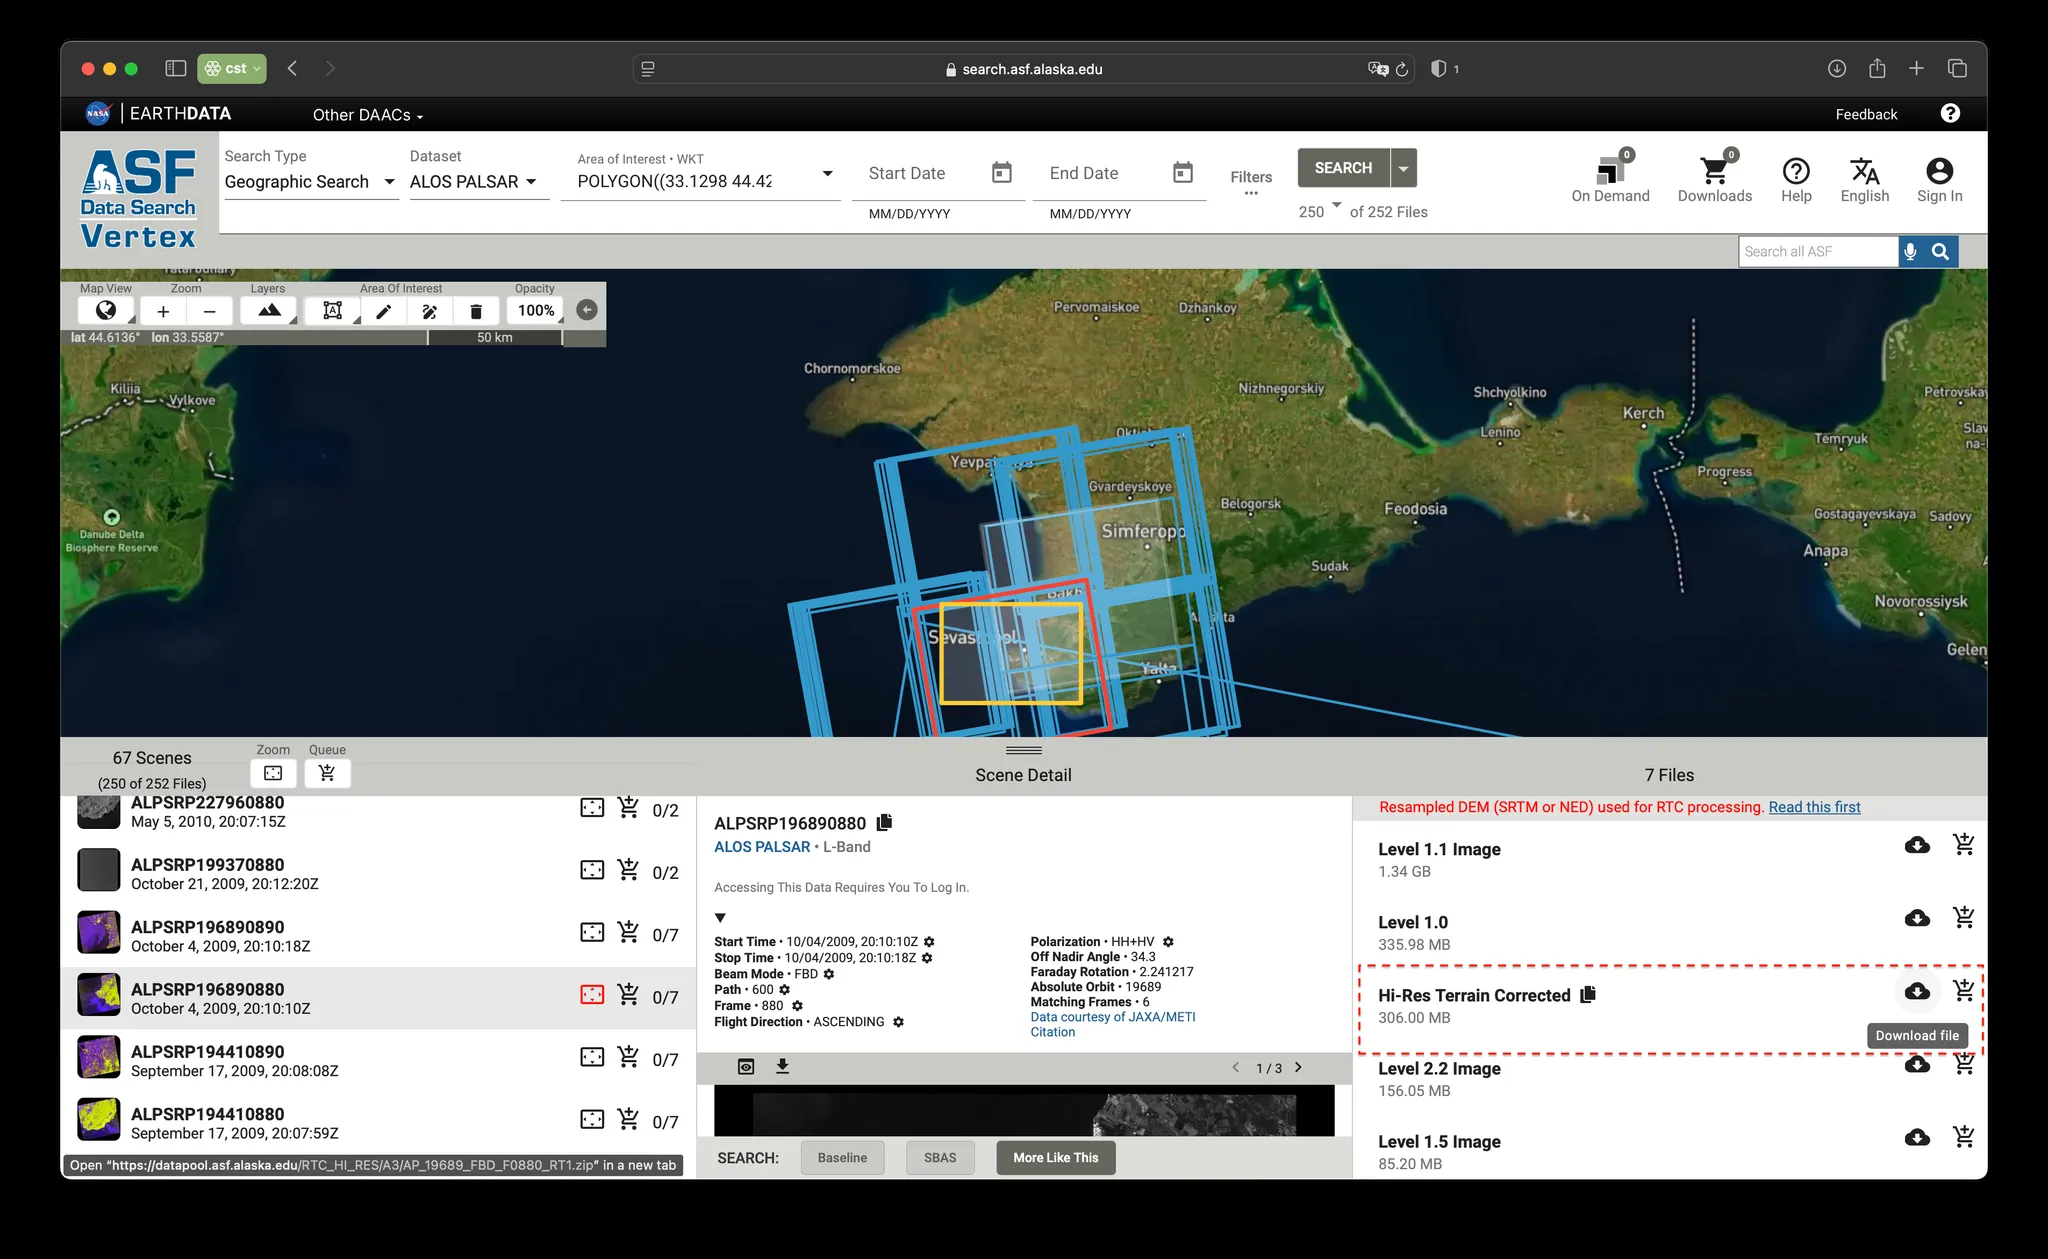 cst
search.asf.alaska.edu
1
NASA
EARTHDATA
Other DAACs
Feedback
ASF
Data Search
Vertex
Search Type
Geographic Search
Dataset
ALOS PALSAR
Area of Interest • WKT
POLYGON((33.1298 44.42
Start Date
MM/DD/YYYY
End Date
MM/DD/YYYY
Filters
SEARCH
250 of 252 Files
0
On Demand
0
Downloads
Help
English
Sign In
Search all ASF
Map View
Zoom
Layers
Area Of Interest
Opacity
100%
lat 44.6136° lon 33.5587°
50 km
Pervomaiskoe
Dzhankoy
Chornomorskoe
Nizhnegorskiy
Shchyolkino
Kerch
Petrovskay
Kiliia
Vylkove
Lenino
Temryuk
Slav
na-
Progress
Gvardeyskoye
Belogorsk
Feodosia
Gostagayevskaya
Sadovy
Danube Delta
Biosphere Reserve
Simferopo
Anapa
Sudak
Novorossiysk
Yalta
Gelen
67 Scenes
(250 of 252 Files)
Zoom
Queue
Scene Detail
7 Files
ALPSRP227960880
May 5, 2010, 20:07:15Z
0/2
ALPSRP199370880
October 21, 2009, 20:12:20Z
0/2
ALPSRP196890890
October 4, 2009, 20:10:18Z
0/7
ALPSRP196890880
October 4, 2009, 20:10:10Z
0/7
ALPSRP194410890
September 17, 2009, 20:08:08Z
0/7
ALPSRP194410880
September 17, 2009, 20:07:59Z
0/7
Open "https://datapool.asf.alaska.edu/RTC_HI_RES/A3/AP_19689_FBD_F0880_RT1.zip" in a new tab
ALPSRP196890880
ALOS PALSAR • L-Band
Accessing This Data Requires You To Log In.
Start Time • 10/04/2009, 20:10:10Z
Stop Time • 10/04/2009, 20:10:18Z
Beam Mode • FBD
Path • 600
Frame • 880
Flight Direction • ASCENDING
Polarization • HH+HV
Off Nadir Angle • 34.3
Faraday Rotation • 2.241217
Absolute Orbit • 19689
Matching Frames • 6
Data courtesy of JAXA/METI
Citation
1 / 3
SEARCH:
Baseline
SBAS
More Like This
Resampled DEM (SRTM or NED) used for RTC processing. Read this first
Level 1.1 Image
1.34 GB
Level 1.0
335.98 MB
Hi-Res Terrain Corrected
306.00 MB
Download file
Level 2.2 Image
156.05 MB
Level 1.5 Image
85.20 MB